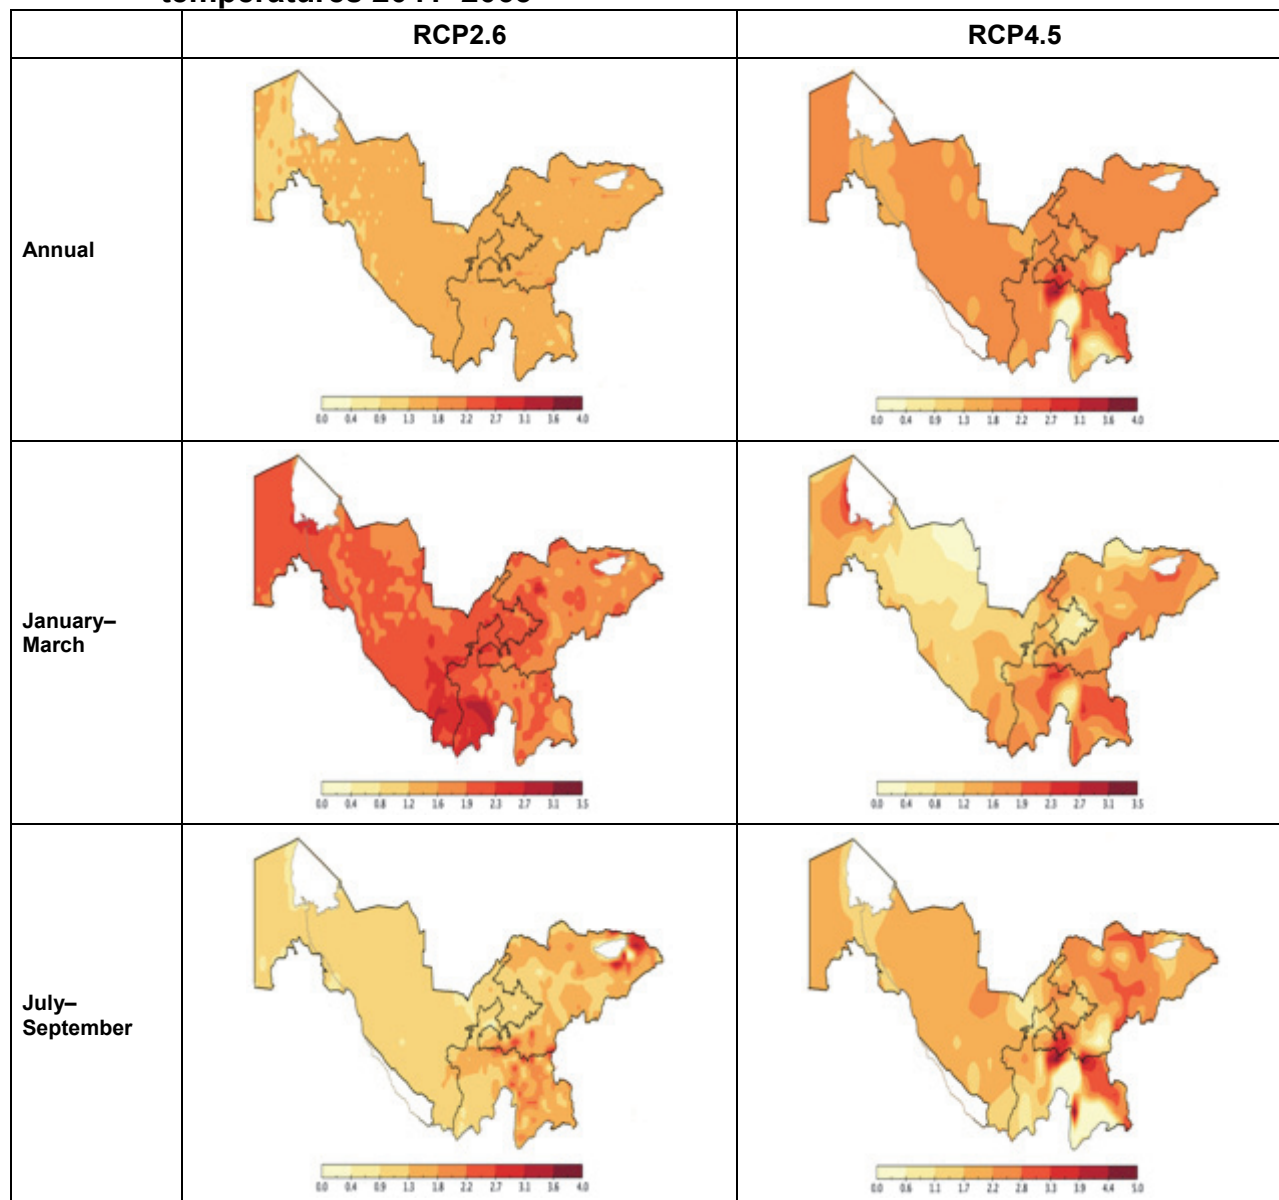 RCP2.6 RCP4.5
Annual
0.0 0.4 0.9 1.3 1.8 2.2 2.7 3.1 3.6 4.0
0.0 0.4 0.9 1.3 1.8 2.2 2.7 3.1 3.6 4.0
January–
March
0.0 0.4 0.8 1.2 1.6 1.9 2.3 2.7 3.1 3.5
0.0 0.4 0.8 1.2 1.6 1.9 2.3 2.7 3.1 3.5
July–
September
0.0 0.4 0.9 1.3 1.8 2.2 2.7 3.1 3.6 4.0
0.0 0.6 1.1 1.7 2.2 2.8 3.3 3.9 4.4 5.0